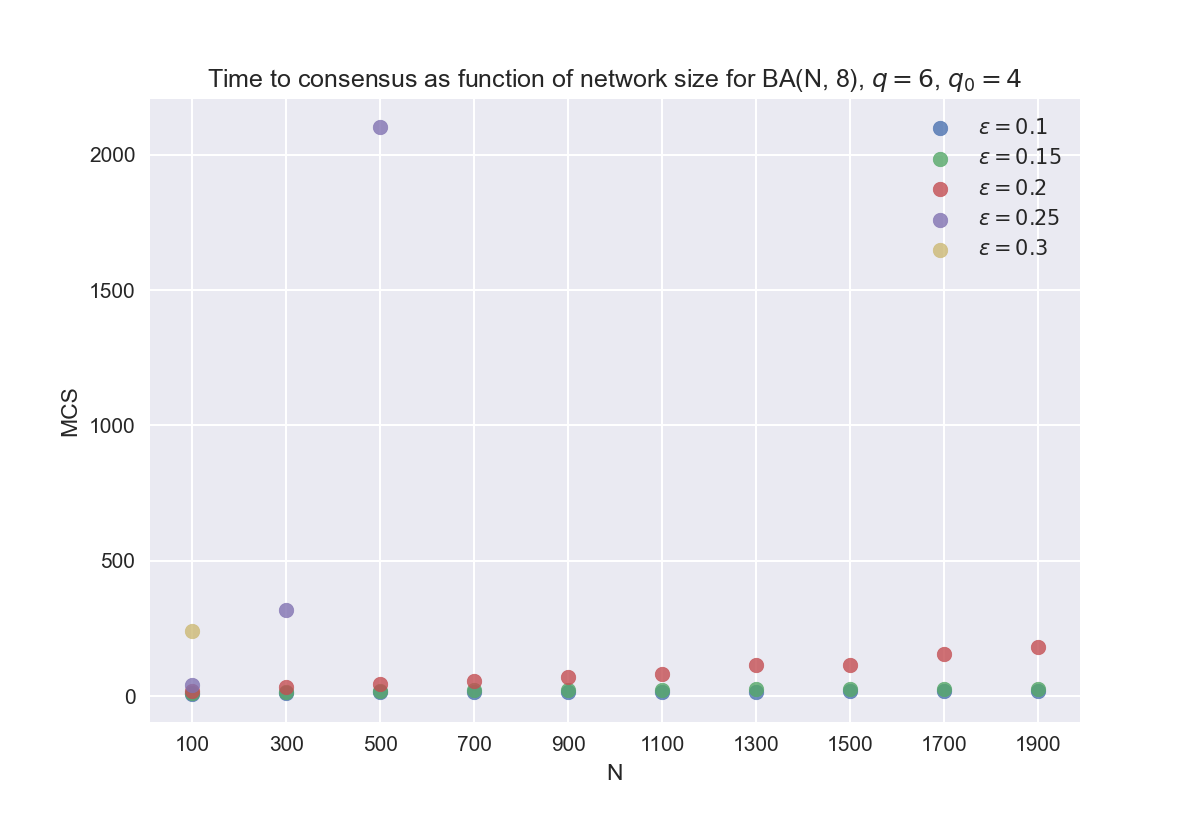 Time to consensus as function of network size for BA(N, 8), q = 6, q₀ = 4
ε = 0.1
ε = 0.15
ε = 0.2
ε = 0.25
ε = 0.3
MCS
2000
1500
1000
500
0
100 300 500 700 900 1100 1300 1500 1700 1900
N